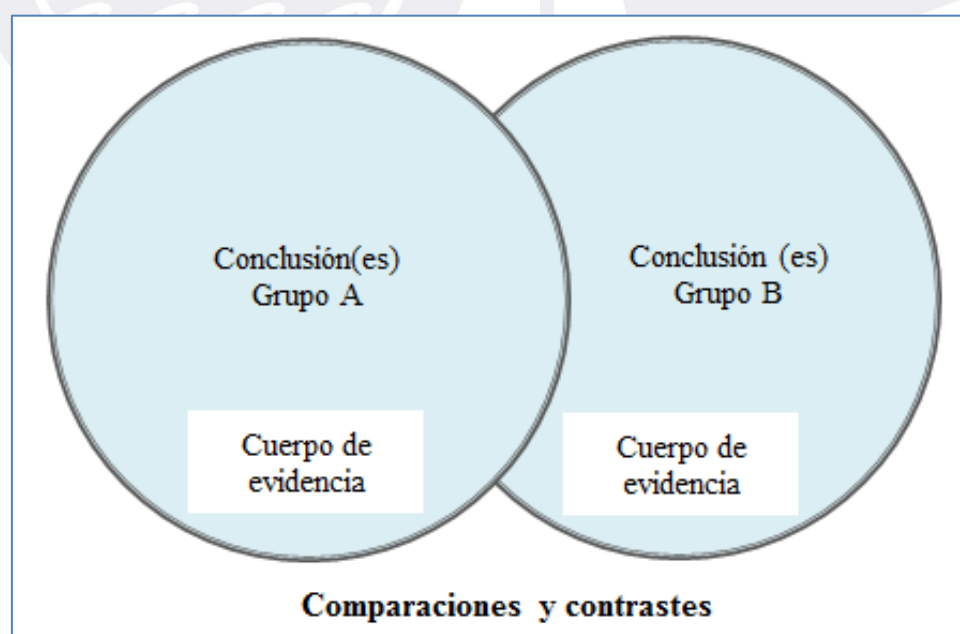 Conclusión(es)
Grupo A
Conclusión (es)
Grupo B
Cuerpo de
evidencia
Cuerpo de
evidencia
Comparaciones y contrastes